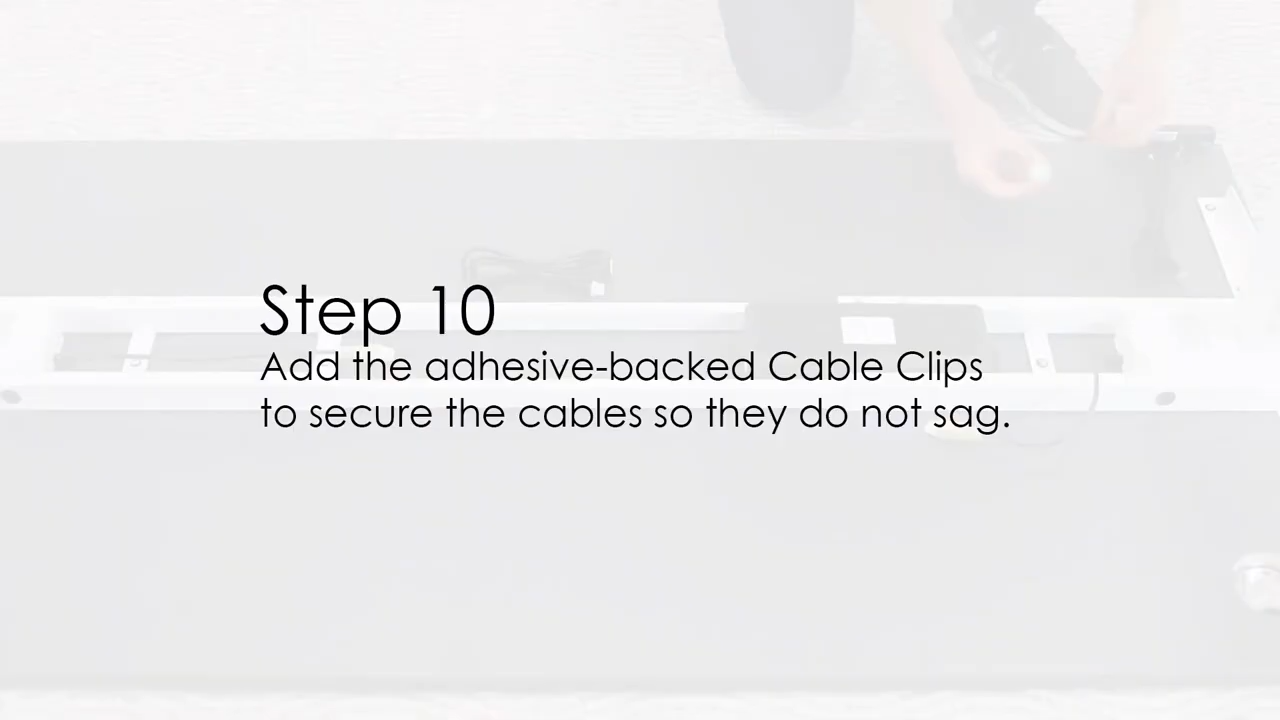 Step 10
Add the adhesive-backed Cable Clips
to secure the cables so they do not sag.